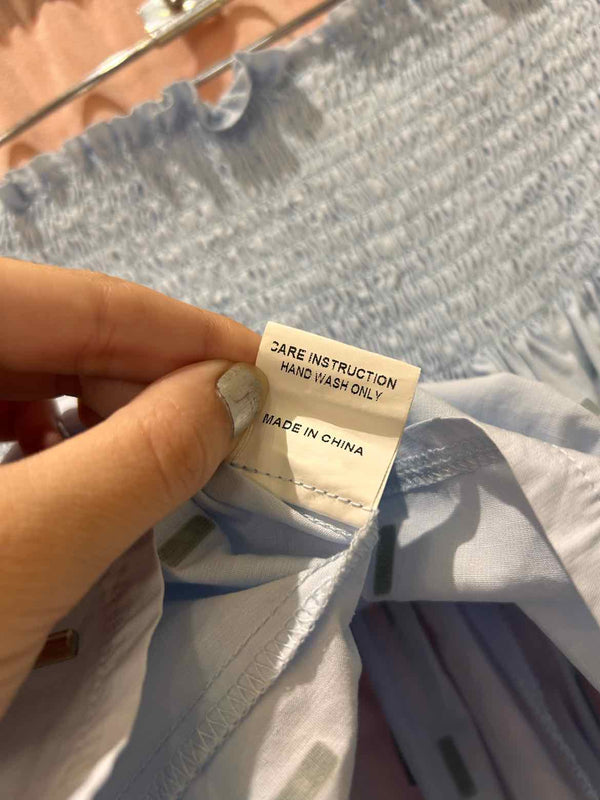 CARE INSTRUCTION
HAND WASH ONLY
MADE IN CHINA